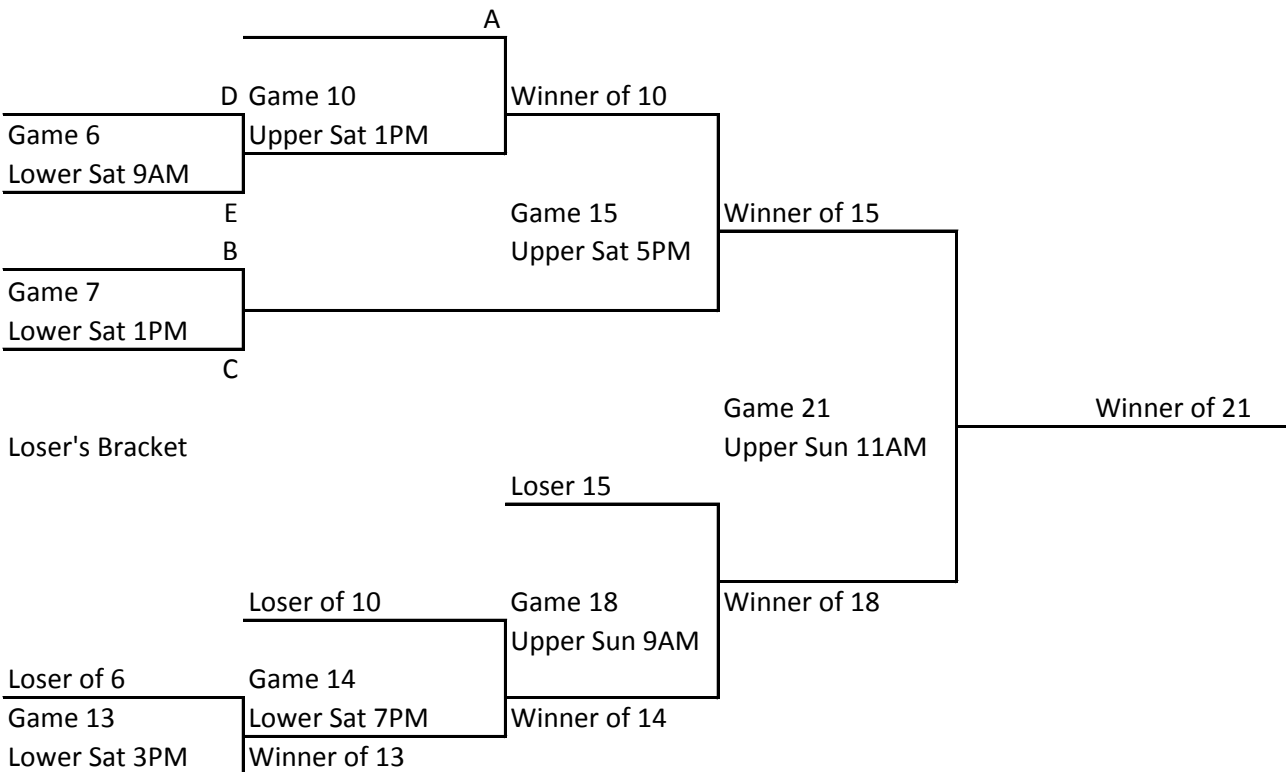 A
D Game 10 Winner of 10
Game 6 Upper Sat 1PM
Lower Sat 9AM
E Game 15 Winner of 15
B Upper Sat 5PM
Game 7
Lower Sat 1PM
C
Game 21 Winner of 21
Loser's Bracket Upper Sun 11AM
Loser 15
Loser of 10 Game 18 Winner of 18
Upper Sun 9AM
Loser of 6 Game 14
Game 13 Lower Sat 7PM Winner of 14
Lower Sat 3PM Winner of 13